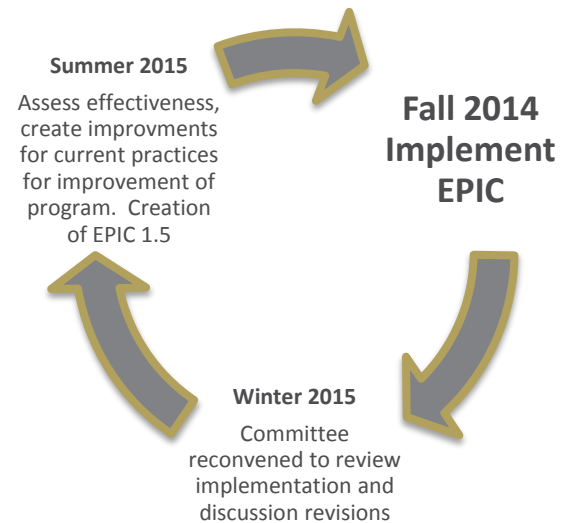 Summer 2015
Assess effectiveness,
create improvments
for current practices
for improvement of
program. Creation
of EPIC 1.5
Fall 2014
Implement
EPIC
Winter 2015
Committee
reconvened to review
implementation and
discussion revisions